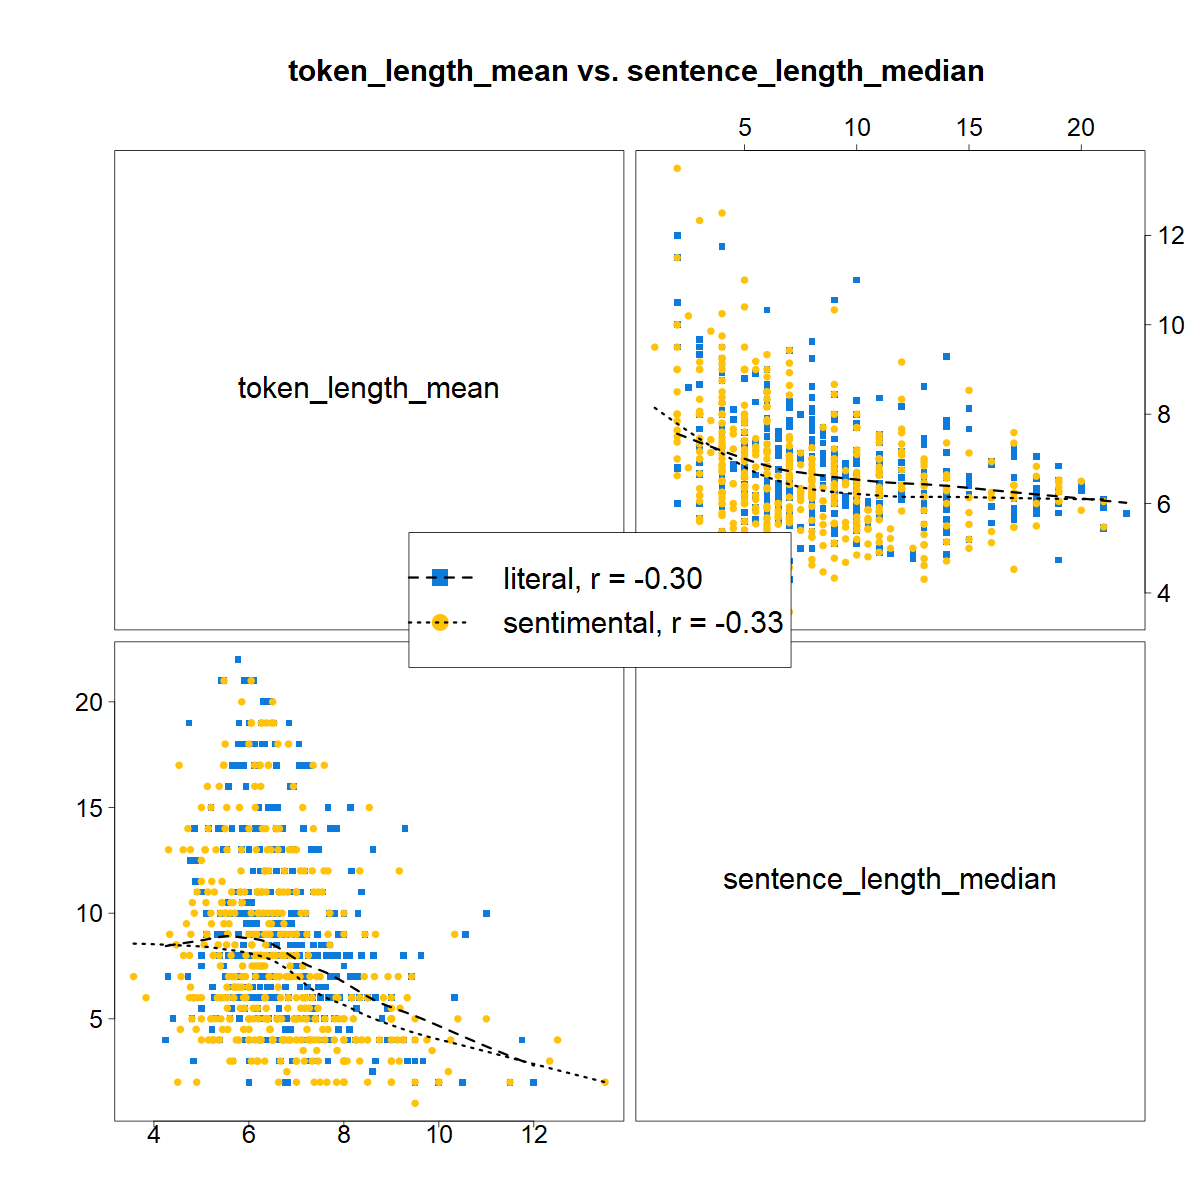 token_length_mean vs. sentence_length_median
5 10 15 20
token_length_mean
12
10
8
6
4
literal, r = -0.30
sentimental, r = -0.33
20
15
10
5
sentence_length_median
4 6 8 10 12